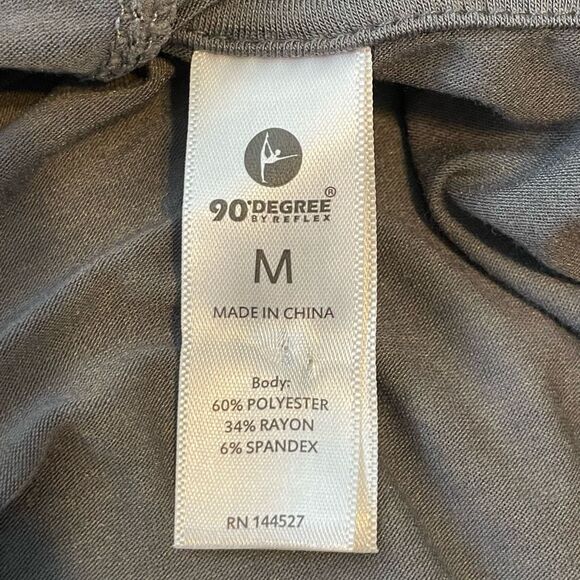 90°DEGREE®
BY REFLEX
M
MADE IN CHINA
Body:
60% POLYESTER
34% RAYON
6% SPANDEX
RN 144527